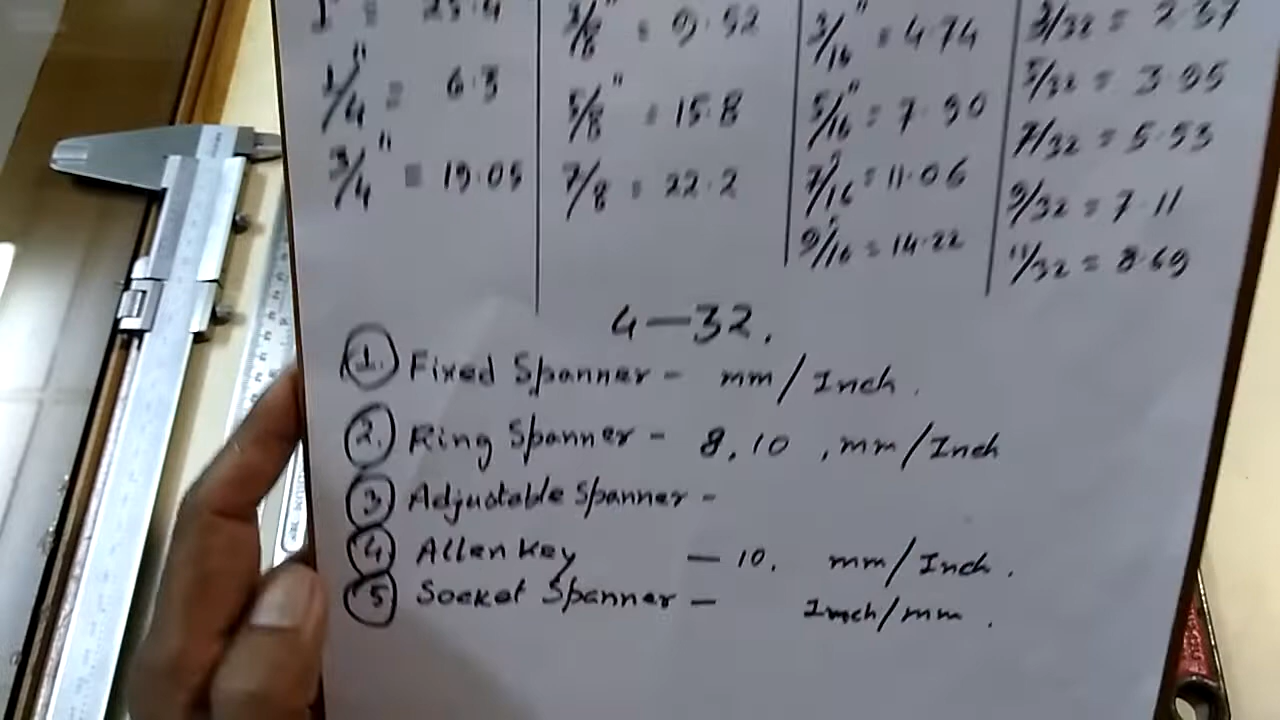 1" = 25.4
1/4" = 6.3
3/4" = 19.05
3/8" = 9.52
5/8" = 15.8
7/8 = 22.2
3/16" = 4.74
5/16" = 7.90
7/16" = 11.06
9/16" = 14.22
3/32 = 2.37
5/32 = 3.95
7/32 = 5.53
9/32 = 7.11
11/32 = 8.69
4-32.
1. Fixed Spanner - mm/Inch.
2. Ring Spanner - 8, 10, mm/Inch
3 Adjustable Spanner -
4. Allen Key - 10. mm/Inch.
5 Socket Spanner - Inch/mm.